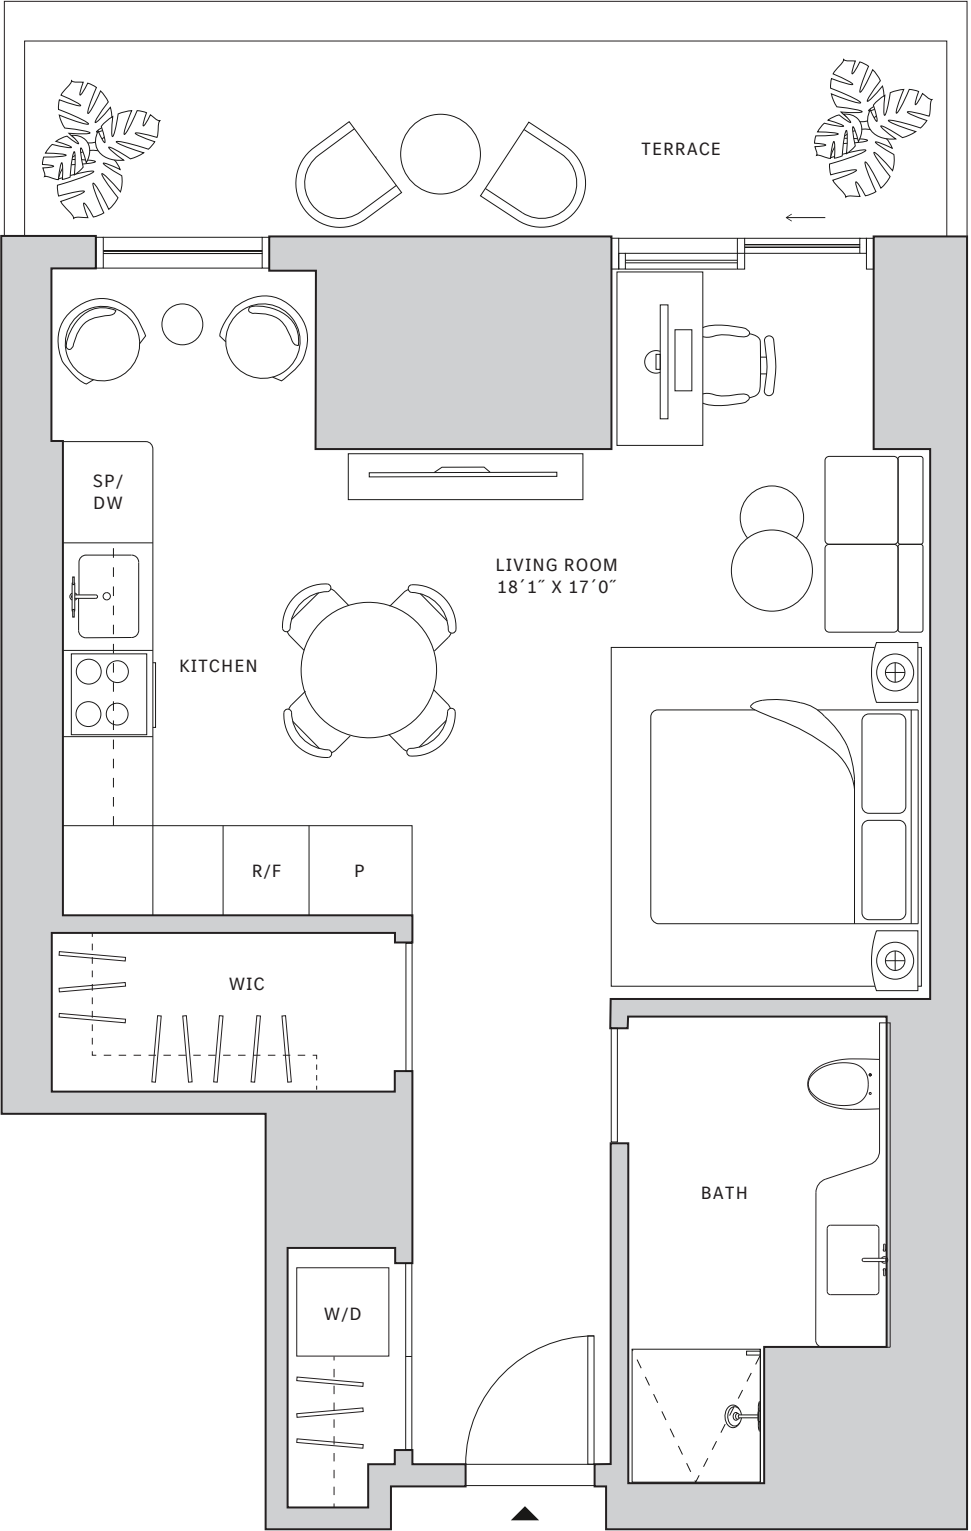 TERRACE
SP/
DW
LIVING ROOM
18´1˝ X 17´0˝
KITCHEN
R/F
P
WIC
BATH
W/D